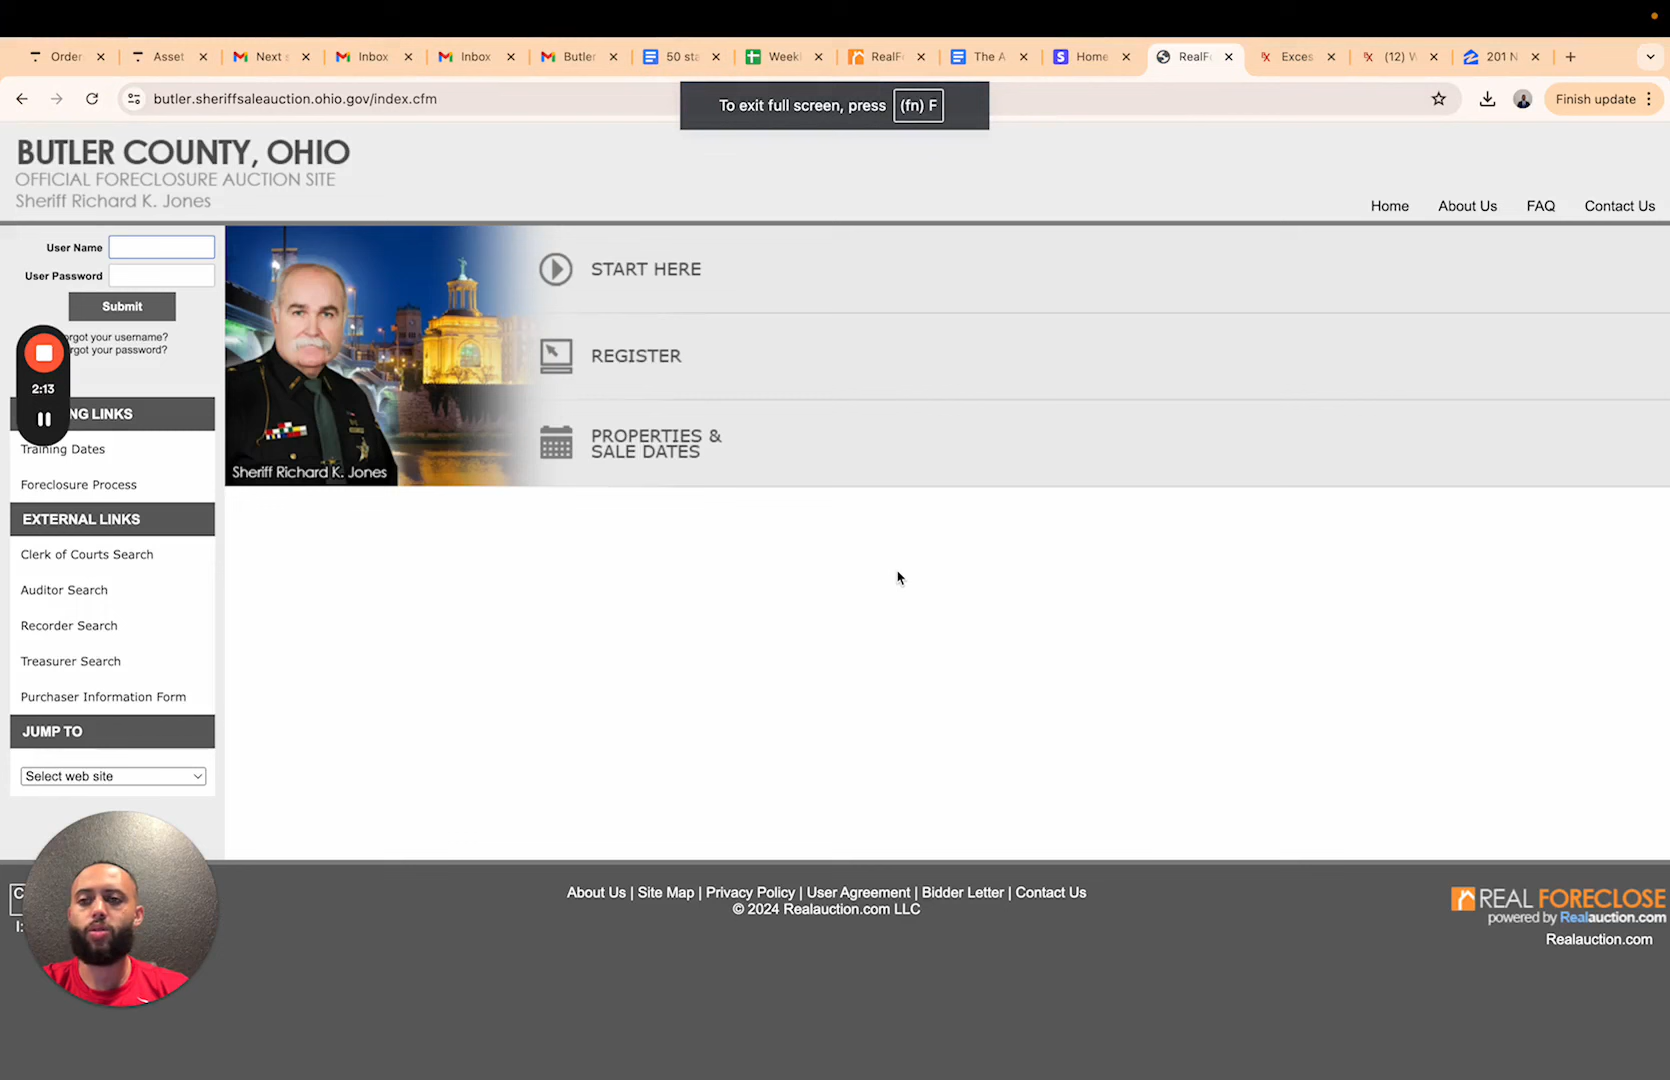 Order
Asset
Next
Inbox
Inbox
Butler
50 sta
Weekl
RealFo
The A
Home
RealFo
Exces
(12) W
201 N
butler.sheriffsaleauction.ohio.gov/index.cfm
To exit full screen, press (fn) F
Finish update
BUTLER COUNTY, OHIO
OFFICIAL FORECLOSURE AUCTION SITE
Sheriff Richard K. Jones
Home
About Us
FAQ
Contact Us
User Name
User Password
Submit
orgot your username?
rgot your password?
2:13
NG LINKS
Training Dates
Foreclosure Process
EXTERNAL LINKS
Clerk of Courts Search
Auditor Search
Recorder Search
Treasurer Search
Purchaser Information Form
JUMP TO
Select web site
Sheriff Richard K. Jones
START HERE
REGISTER
PROPERTIES &
SALE DATES
About Us | Site Map | Privacy Policy | User Agreement | Bidder Letter | Contact Us
© 2024 Realauction.com LLC
REAL FORECLOSE
powered by Realauction.com
Realauction.com